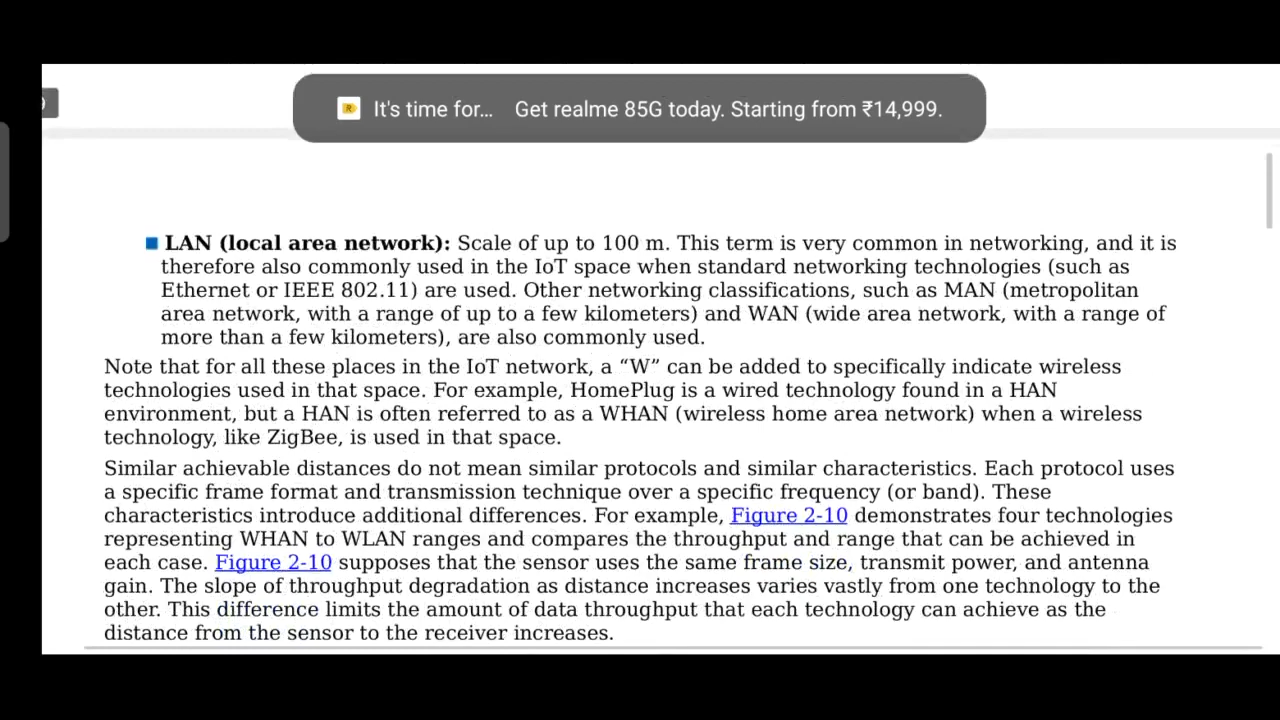 It's time for... Get realme 85G today. Starting from ₹14,999.
LAN (local area network): Scale of up to 100 m. This term is very common in networking, and it is
therefore also commonly used in the IoT space when standard networking technologies (such as
Ethernet or IEEE 802.11) are used. Other networking classifications, such as MAN (metropolitan
area network, with a range of up to a few kilometers) and WAN (wide area network, with a range of
more than a few kilometers), are also commonly used.
Note that for all these places in the IoT network, a “W” can be added to specifically indicate wireless
technologies used in that space. For example, HomePlug is a wired technology found in a HAN
environment, but a HAN is often referred to as a WHAN (wireless home area network) when a wireless
technology, like ZigBee, is used in that space.
Similar achievable distances do not mean similar protocols and similar characteristics. Each protocol uses
a specific frame format and transmission technique over a specific frequency (or band). These
characteristics introduce additional differences. For example, Figure 2-10 demonstrates four technologies
representing WHAN to WLAN ranges and compares the throughput and range that can be achieved in
each case. Figure 2-10 supposes that the sensor uses the same frame size, transmit power, and antenna
gain. The slope of throughput degradation as distance increases varies vastly from one technology to the
other. This difference limits the amount of data throughput that each technology can achieve as the
distance from the sensor to the receiver increases.